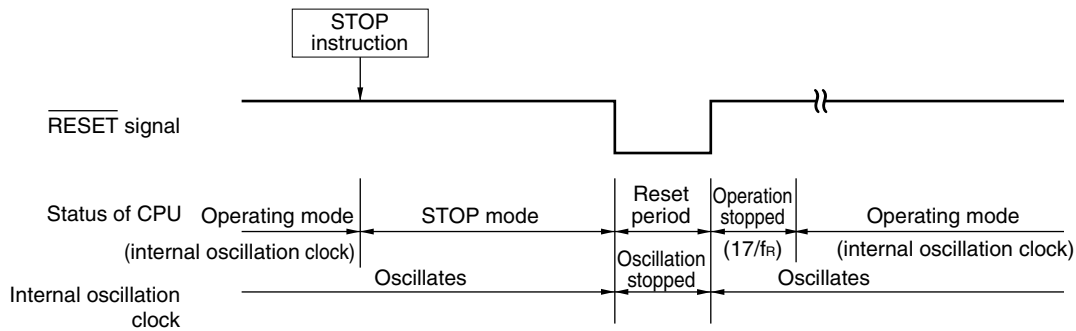 STOP
instruction
RESET signal
Status of CPU
Operating mode
(internal oscillation clock)
STOP mode
Reset
period
Operation
stopped
(17/fR)
Operating mode
(internal oscillation clock)
Internal oscillation
clock
Oscillates
Oscillation
stopped
Oscillates